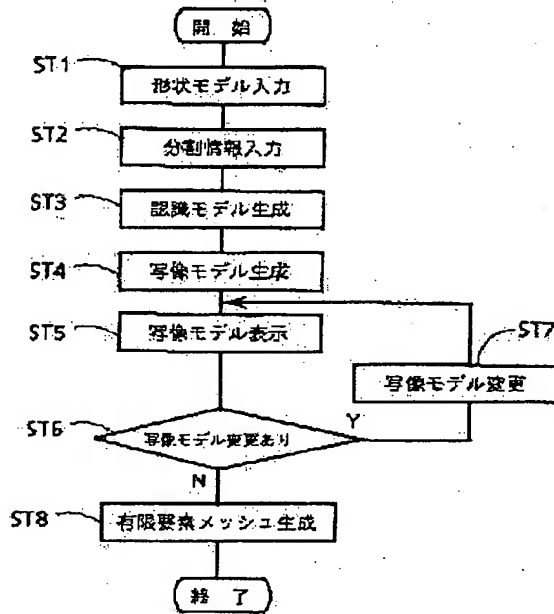 開 始
ST1
形状モデル入力
ST2
分割情報入力
ST3
認識モデル生成
ST4
写像モデル生成
ST5
写像モデル表示
ST7
写像モデル変更
ST6
写像モデル変更あり
Y
N
ST8
有限要素メッシュ生成
終 了